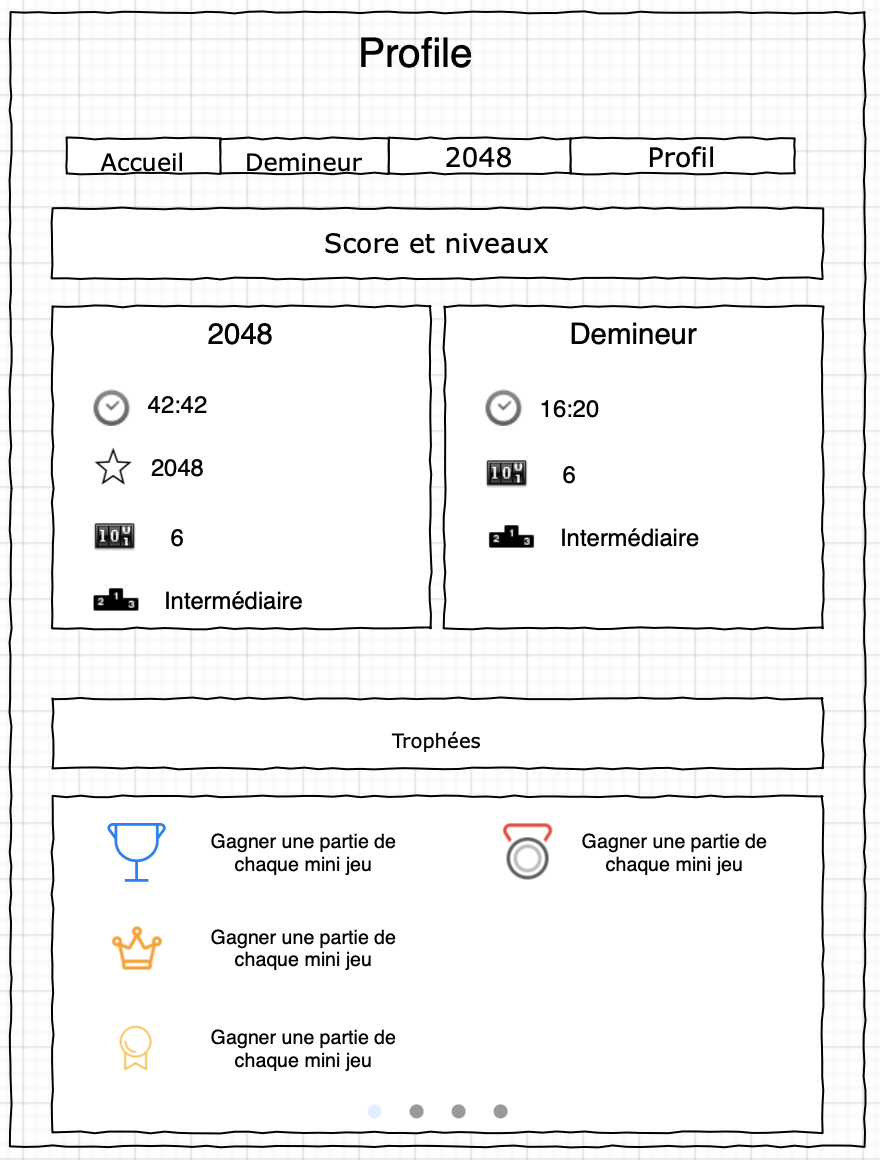 Profile
Accueil
Demineur
2048
Profil
Score et niveaux
2048
42:42
2048
6
Intermédiaire
Demineur
16:20
6
Intermédiaire
Trophées
Gagner une partie de
chaque mini jeu
Gagner une partie de
chaque mini jeu
Gagner une partie de
chaque mini jeu
Gagner une partie de
chaque mini jeu